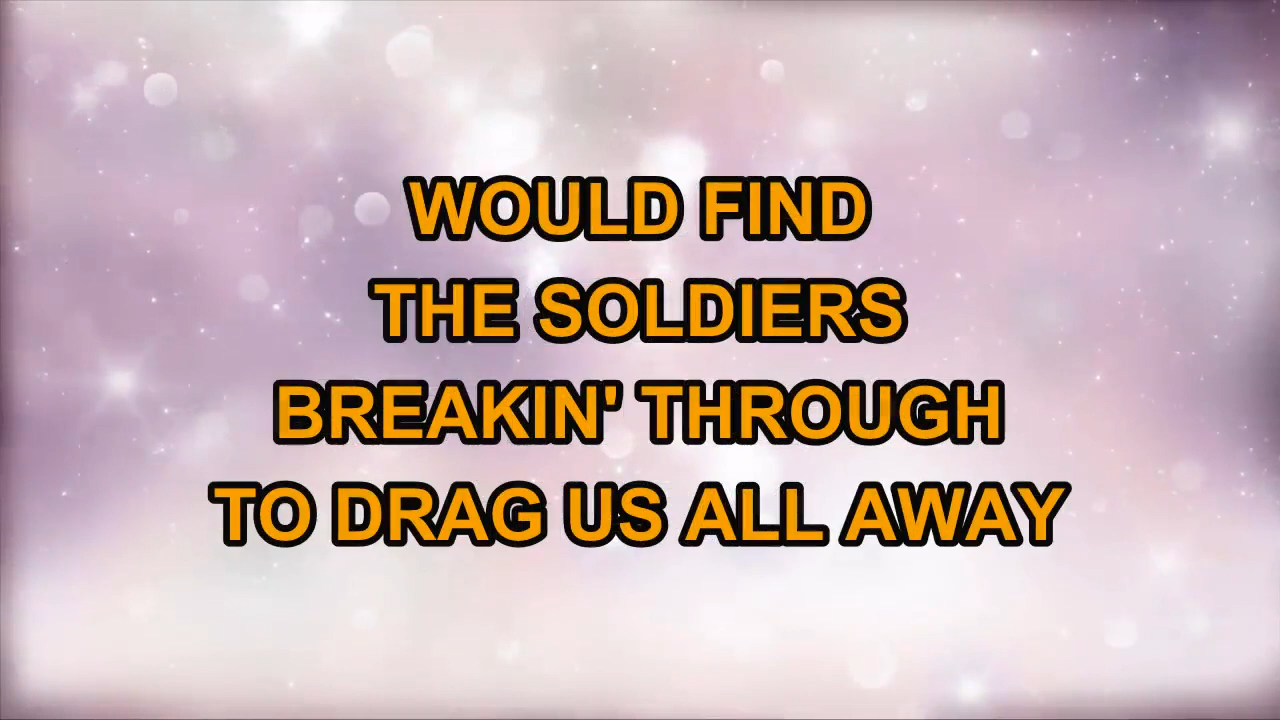 WOULD FIND
THE SOLDIERS
BREAKIN' THROUGH
TO DRAG US ALL AWAY